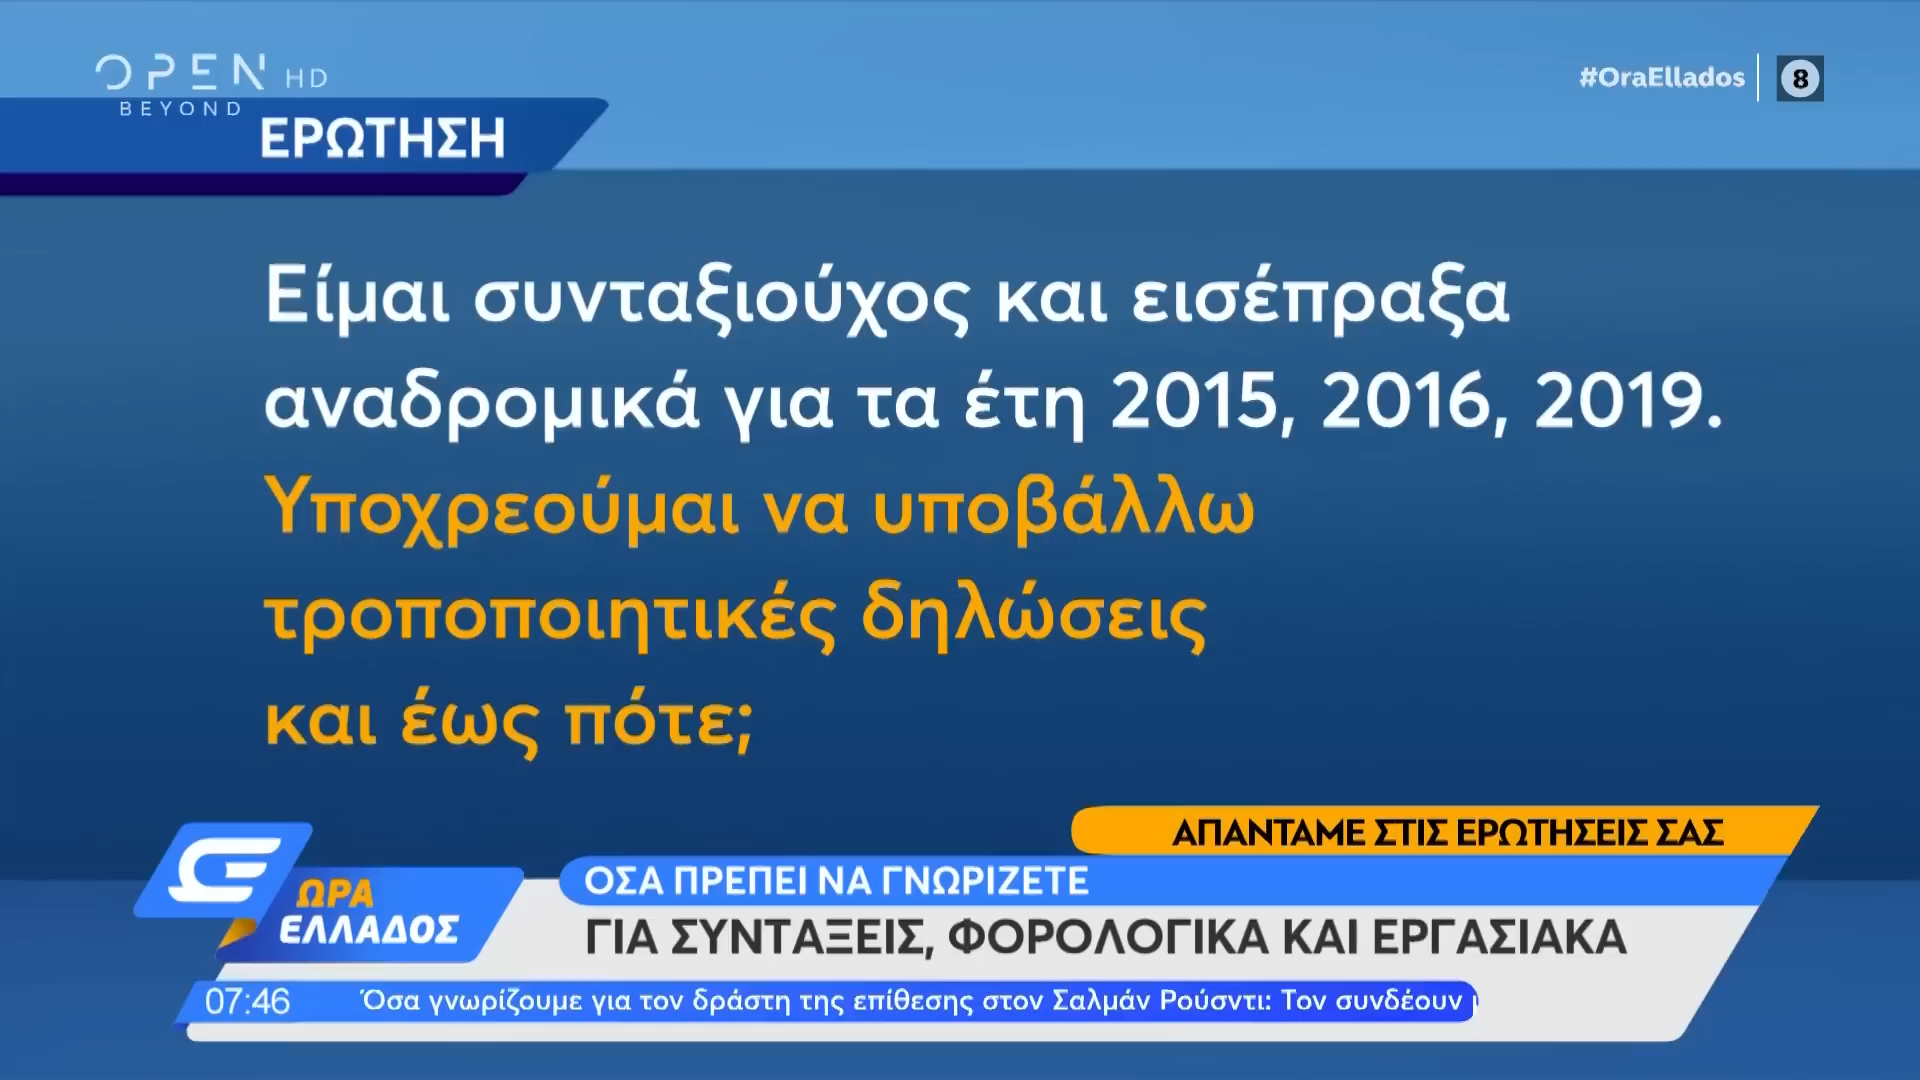 OPEN HD
BEYOND
#OraEllados
8
ΕΡΩΤΗΣΗ
Είμαι συνταξιούχος και εισέπραξα
αναδρομικά για τα έτη 2015, 2016, 2019.
Υποχρεούμαι να υποβάλλω
τροποποιητικές δηλώσεις
και έως πότε;
ΑΠΑΝΤΑΜΕ ΣΤΙΣ ΕΡΩΤΗΣΕΙΣ ΣΑΣ
ΟΣΑ ΠΡΕΠΕΙ ΝΑ ΓΝΩΡΙΖΕΤΕ
ΩΡΑ
ΕΛΛΑΔΟΣ
ΓΙΑ ΣΥΝΤΑΞΕΙΣ, ΦΟΡΟΛΟΓΙΚΑ ΚΑΙ ΕΡΓΑΣΙΑΚΑ
07:46
Όσα γνωρίζουμε για τον δράστη της επίθεσης στον Σαλμάν Ρούσντι: Τον συνδέουν